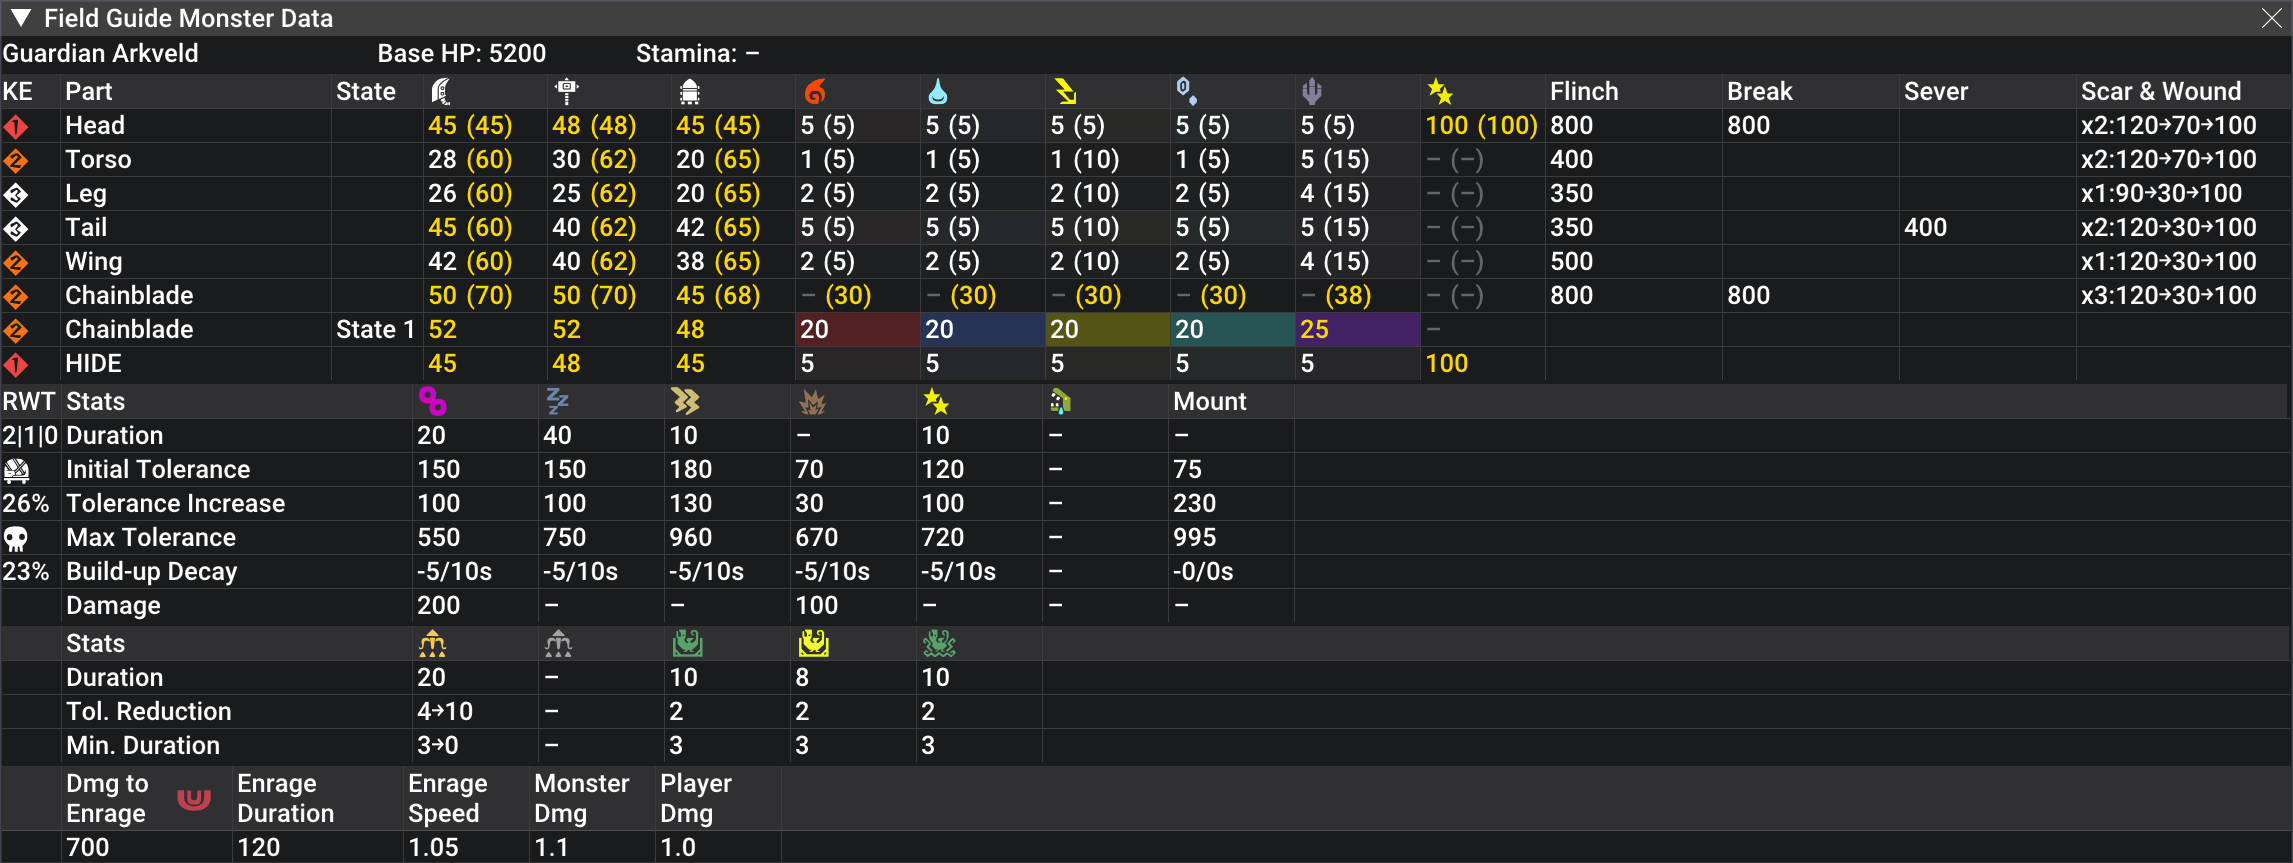 Field Guide Monster Data
Guardian Arkveld Base HP: 5200 Stamina: –
KE Part State Flinch Break Sever Scar & Wound
1 Head 45 (45) 48 (48) 45 (45) 5 (5) 5 (5) 5 (5) 5 (5) 5 (5) 100 (100) 800 800 x2:120→70→100
2 Torso 28 (60) 30 (62) 20 (65) 1 (5) 1 (5) 1 (10) 1 (5) 5 (15) – (–) 400 x2:120→70→100
3 Leg 26 (60) 25 (62) 20 (65) 2 (5) 2 (5) 2 (10) 2 (5) 4 (15) – (–) 350 x1:90→30→100
3 Tail 45 (60) 40 (62) 42 (65) 5 (5) 5 (5) 5 (10) 5 (5) 5 (15) – (–) 350 400 x2:120→30→100
2 Wing 42 (60) 40 (62) 38 (65) 2 (5) 2 (5) 2 (10) 2 (5) 4 (15) – (–) 500 x1:120→30→100
2 Chainblade 50 (70) 50 (70) 45 (68) – (30) – (30) – (30) – (30) – (38) – (–) 800 800 x3:120→30→100
2 Chainblade State 1 52 52 48 20 20 20 20 25 –
1 HIDE 45 48 45 5 5 5 5 5 100
RWT Stats Mount
2|1|0 Duration 20 40 10 – 10 – –
Initial Tolerance 150 150 180 70 120 – 75
26% Tolerance Increase 100 100 130 30 100 – 230
Max Tolerance 550 750 960 670 720 – 995
23% Build-up Decay -5/10s -5/10s -5/10s -5/10s -5/10s – -0/0s
Damage 200 – – 100 – – –
Stats
Duration 20 – 10 8 10
Tol. Reduction 4→10 – 2 2 2
Min. Duration 3→0 – 3 3 3
Dmg to Enrage Enrage Monster Player
Enrage Duration Speed Dmg Dmg
700 120 1.05 1.1 1.0